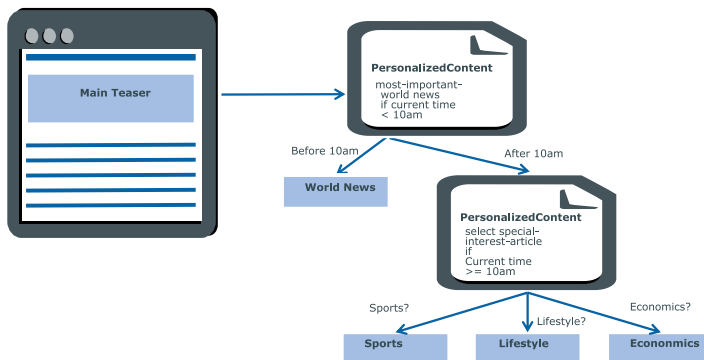 Main Teaser
PersonalizedContent
most-important-
world news
if current time
< 10am
Before 10am
After 10am
World News
PersonalizedContent
select special-
interest-article
if
Current time
>= 10am
Sports?
Lifestyle?
Economics?
Sports
Lifestyle
Econonmics